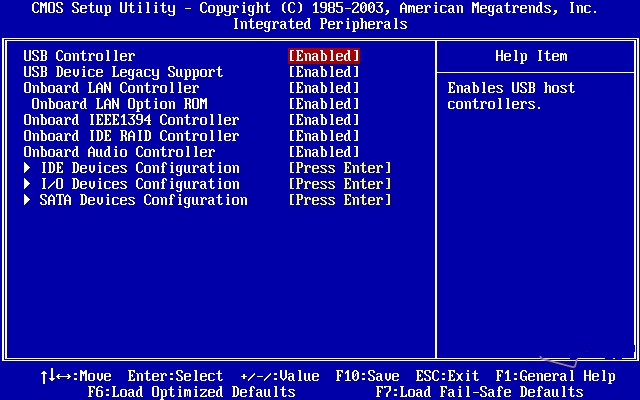 CMOS Setup Utility - Copyright (C) 1985-2003, American Megatrends, Inc.
Integrated Peripherals
USB Controller [Enabled]
USB Device Legacy Support [Enabled]
Onboard LAN Controller [Enabled]
Onboard LAN Option ROM [Enabled]
Onboard IEEE1394 Controller [Enabled]
Onboard IDE RAID Controller [Enabled]
Onboard Audio Controller [Enabled]
► IDE Devices Configuration [Press Enter]
► I/O Devices Configuration [Press Enter]
► SATA Devices Configuration [Press Enter]
Help Item
Enables USB host
controllers.
↑↓↔:Move Enter:Select +/-/:Value F10:Save ESC:Exit F1:General Help
F6:Load Optimized Defaults F7:Load Fail-Safe Defaults